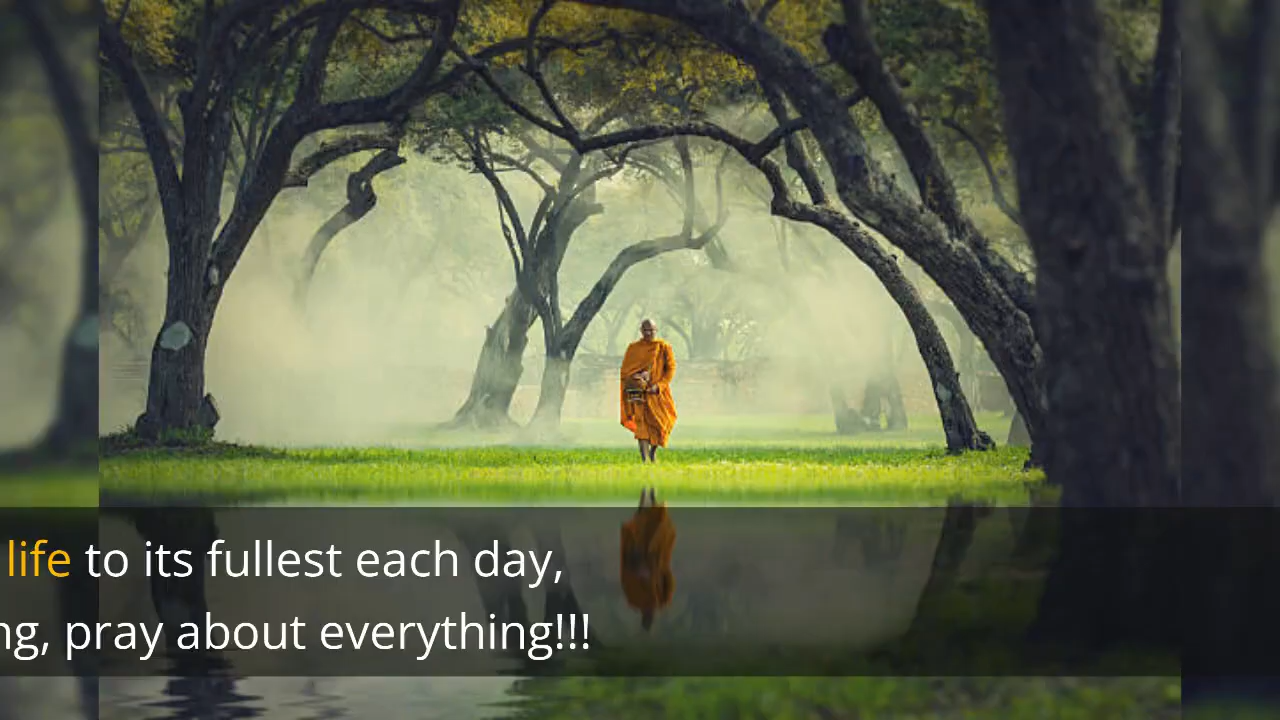 life to its fullest each day,
ng, pray about everything!!!